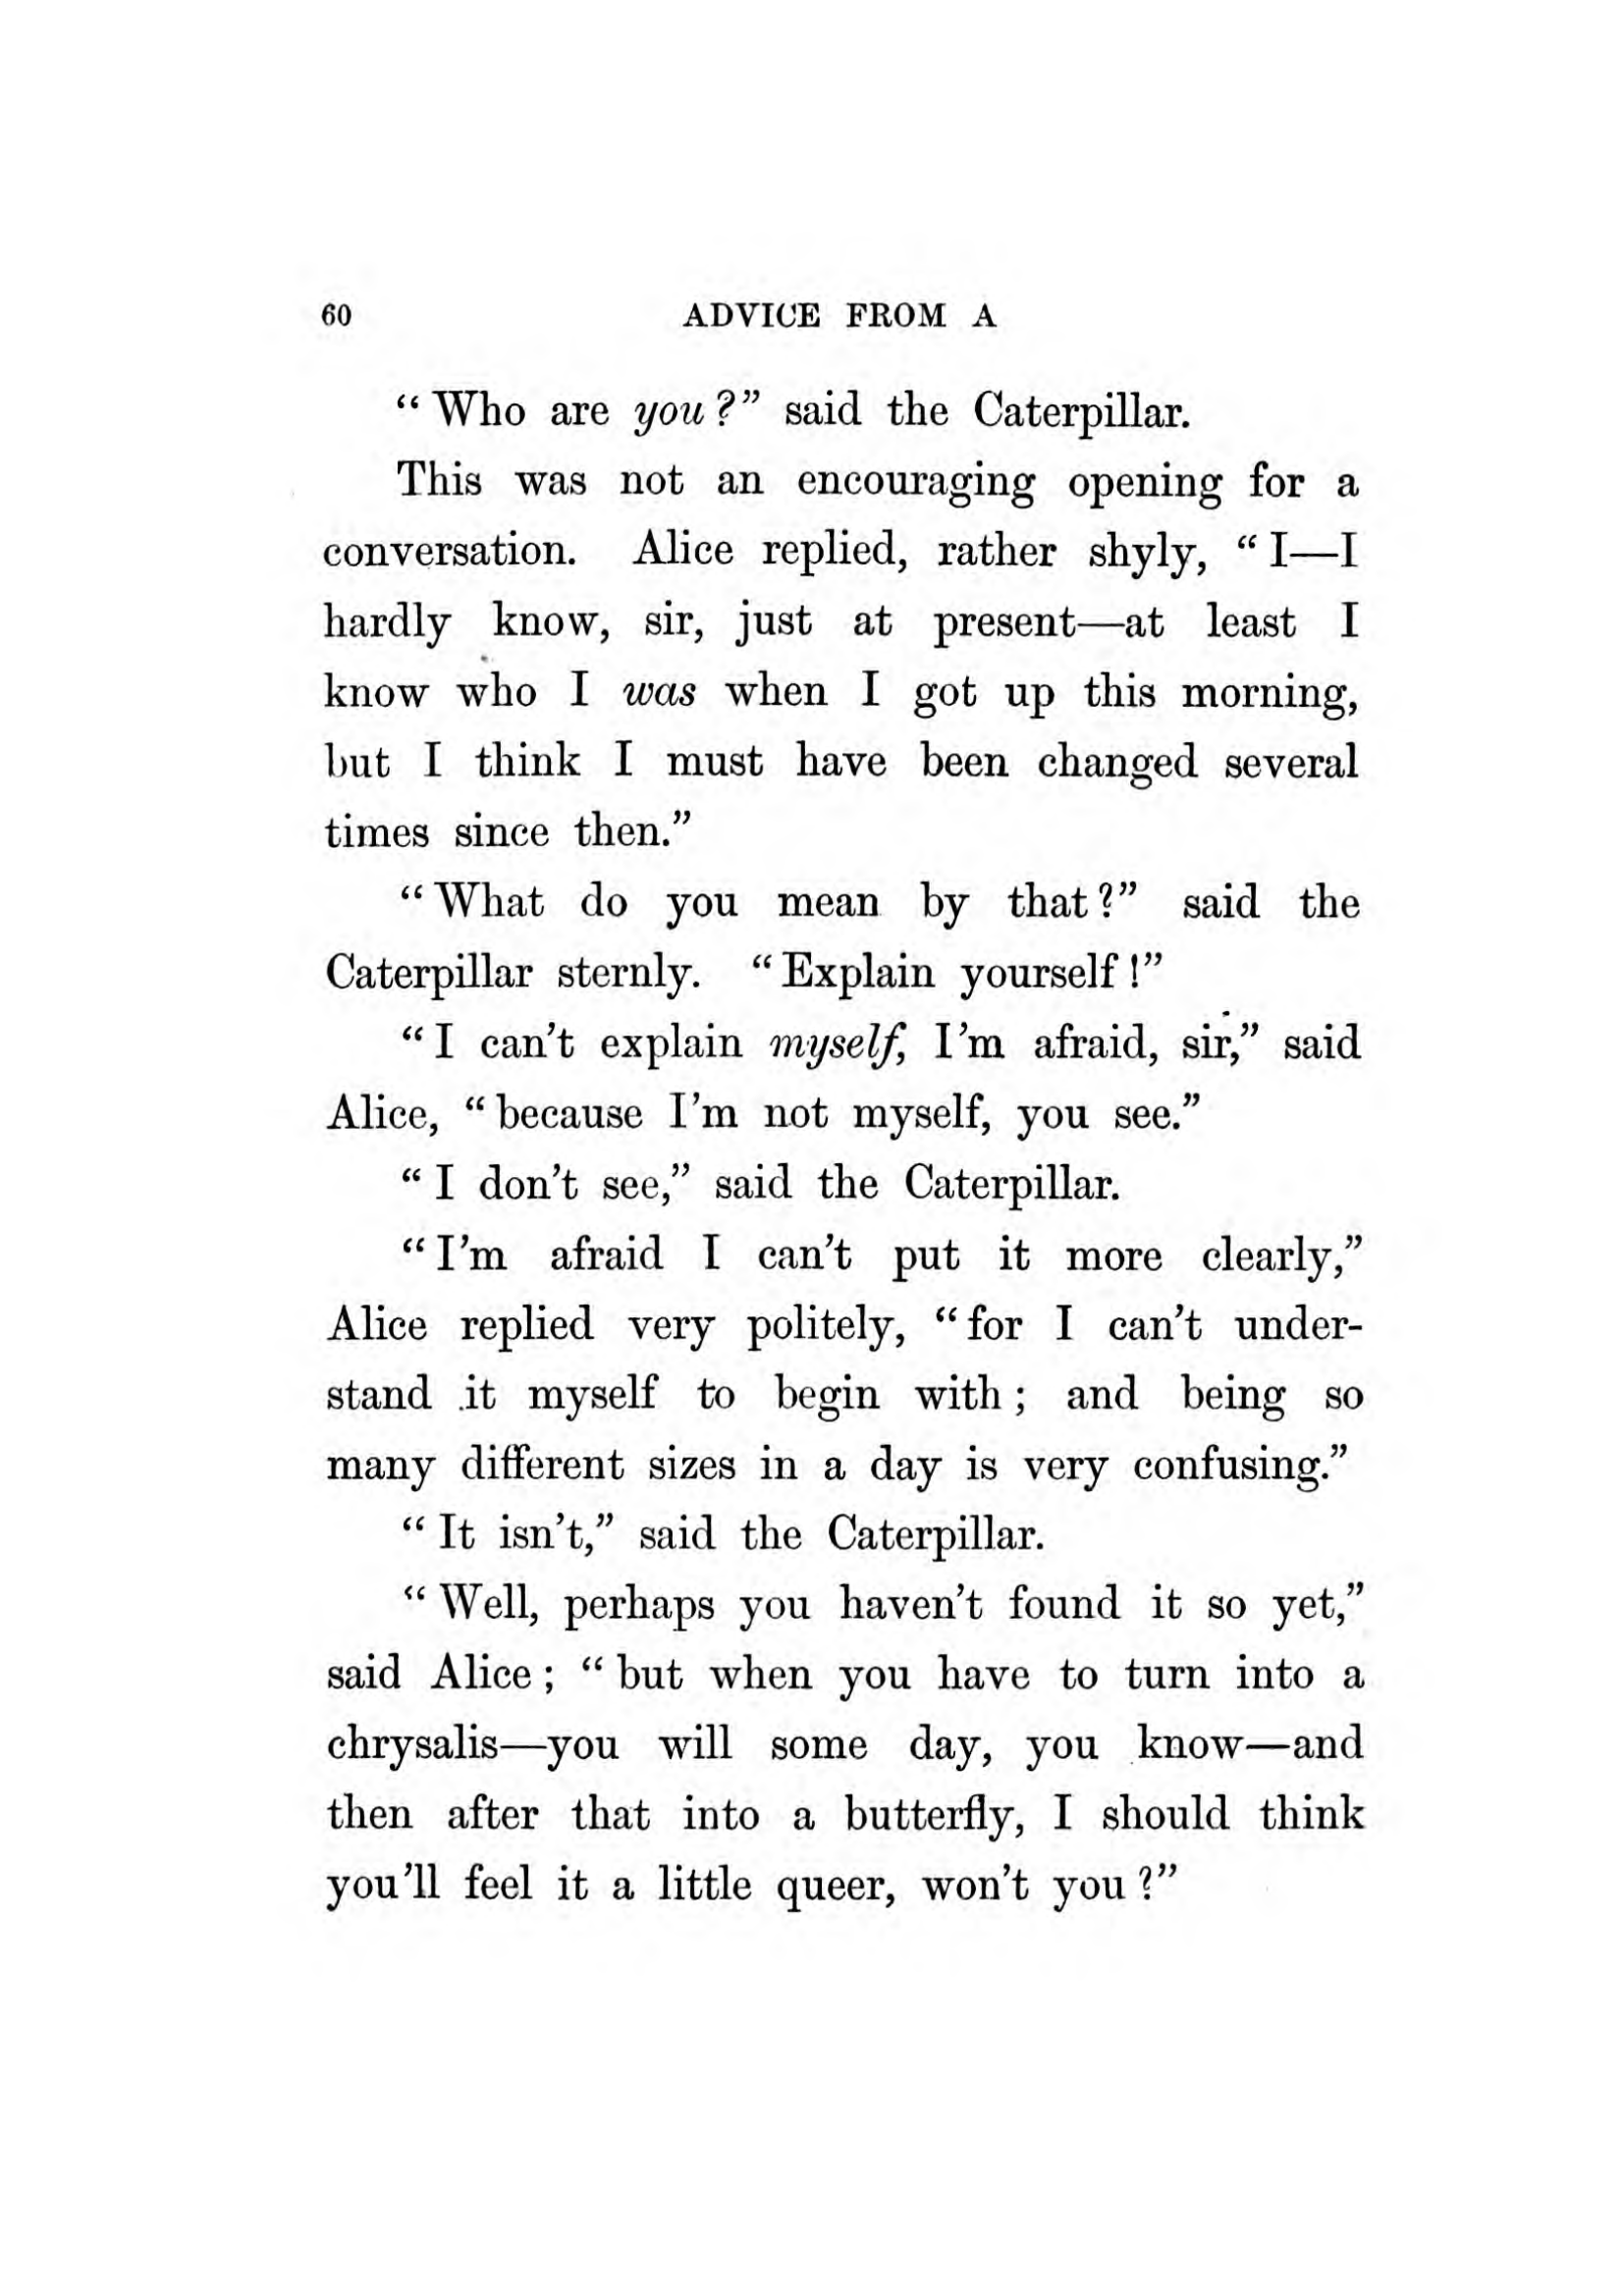 60 ADVICE FROM A
“Who are you?” said the Caterpillar.
This was not an encouraging opening for a
conversation. Alice replied, rather shyly, “I—I
hardly know, sir, just at present—at least I
know who I was when I got up this morning,
but I think I must have been changed several
times since then.”
“What do you mean by that?” said the
Caterpillar sternly. “Explain yourself!”
“I can’t explain myself, I’m afraid, sir,” said
Alice, “because I’m not myself, you see.”
“I don’t see,” said the Caterpillar.
“I’m afraid I can’t put it more clearly,”
Alice replied very politely, “for I can’t under-
stand it myself to begin with; and being so
many different sizes in a day is very confusing.”
“It isn’t,” said the Caterpillar.
“Well, perhaps you haven’t found it so yet,”
said Alice; “but when you have to turn into a
chrysalis—you will some day, you know—and
then after that into a butterfly, I should think
you’ll feel it a little queer, won’t you?”